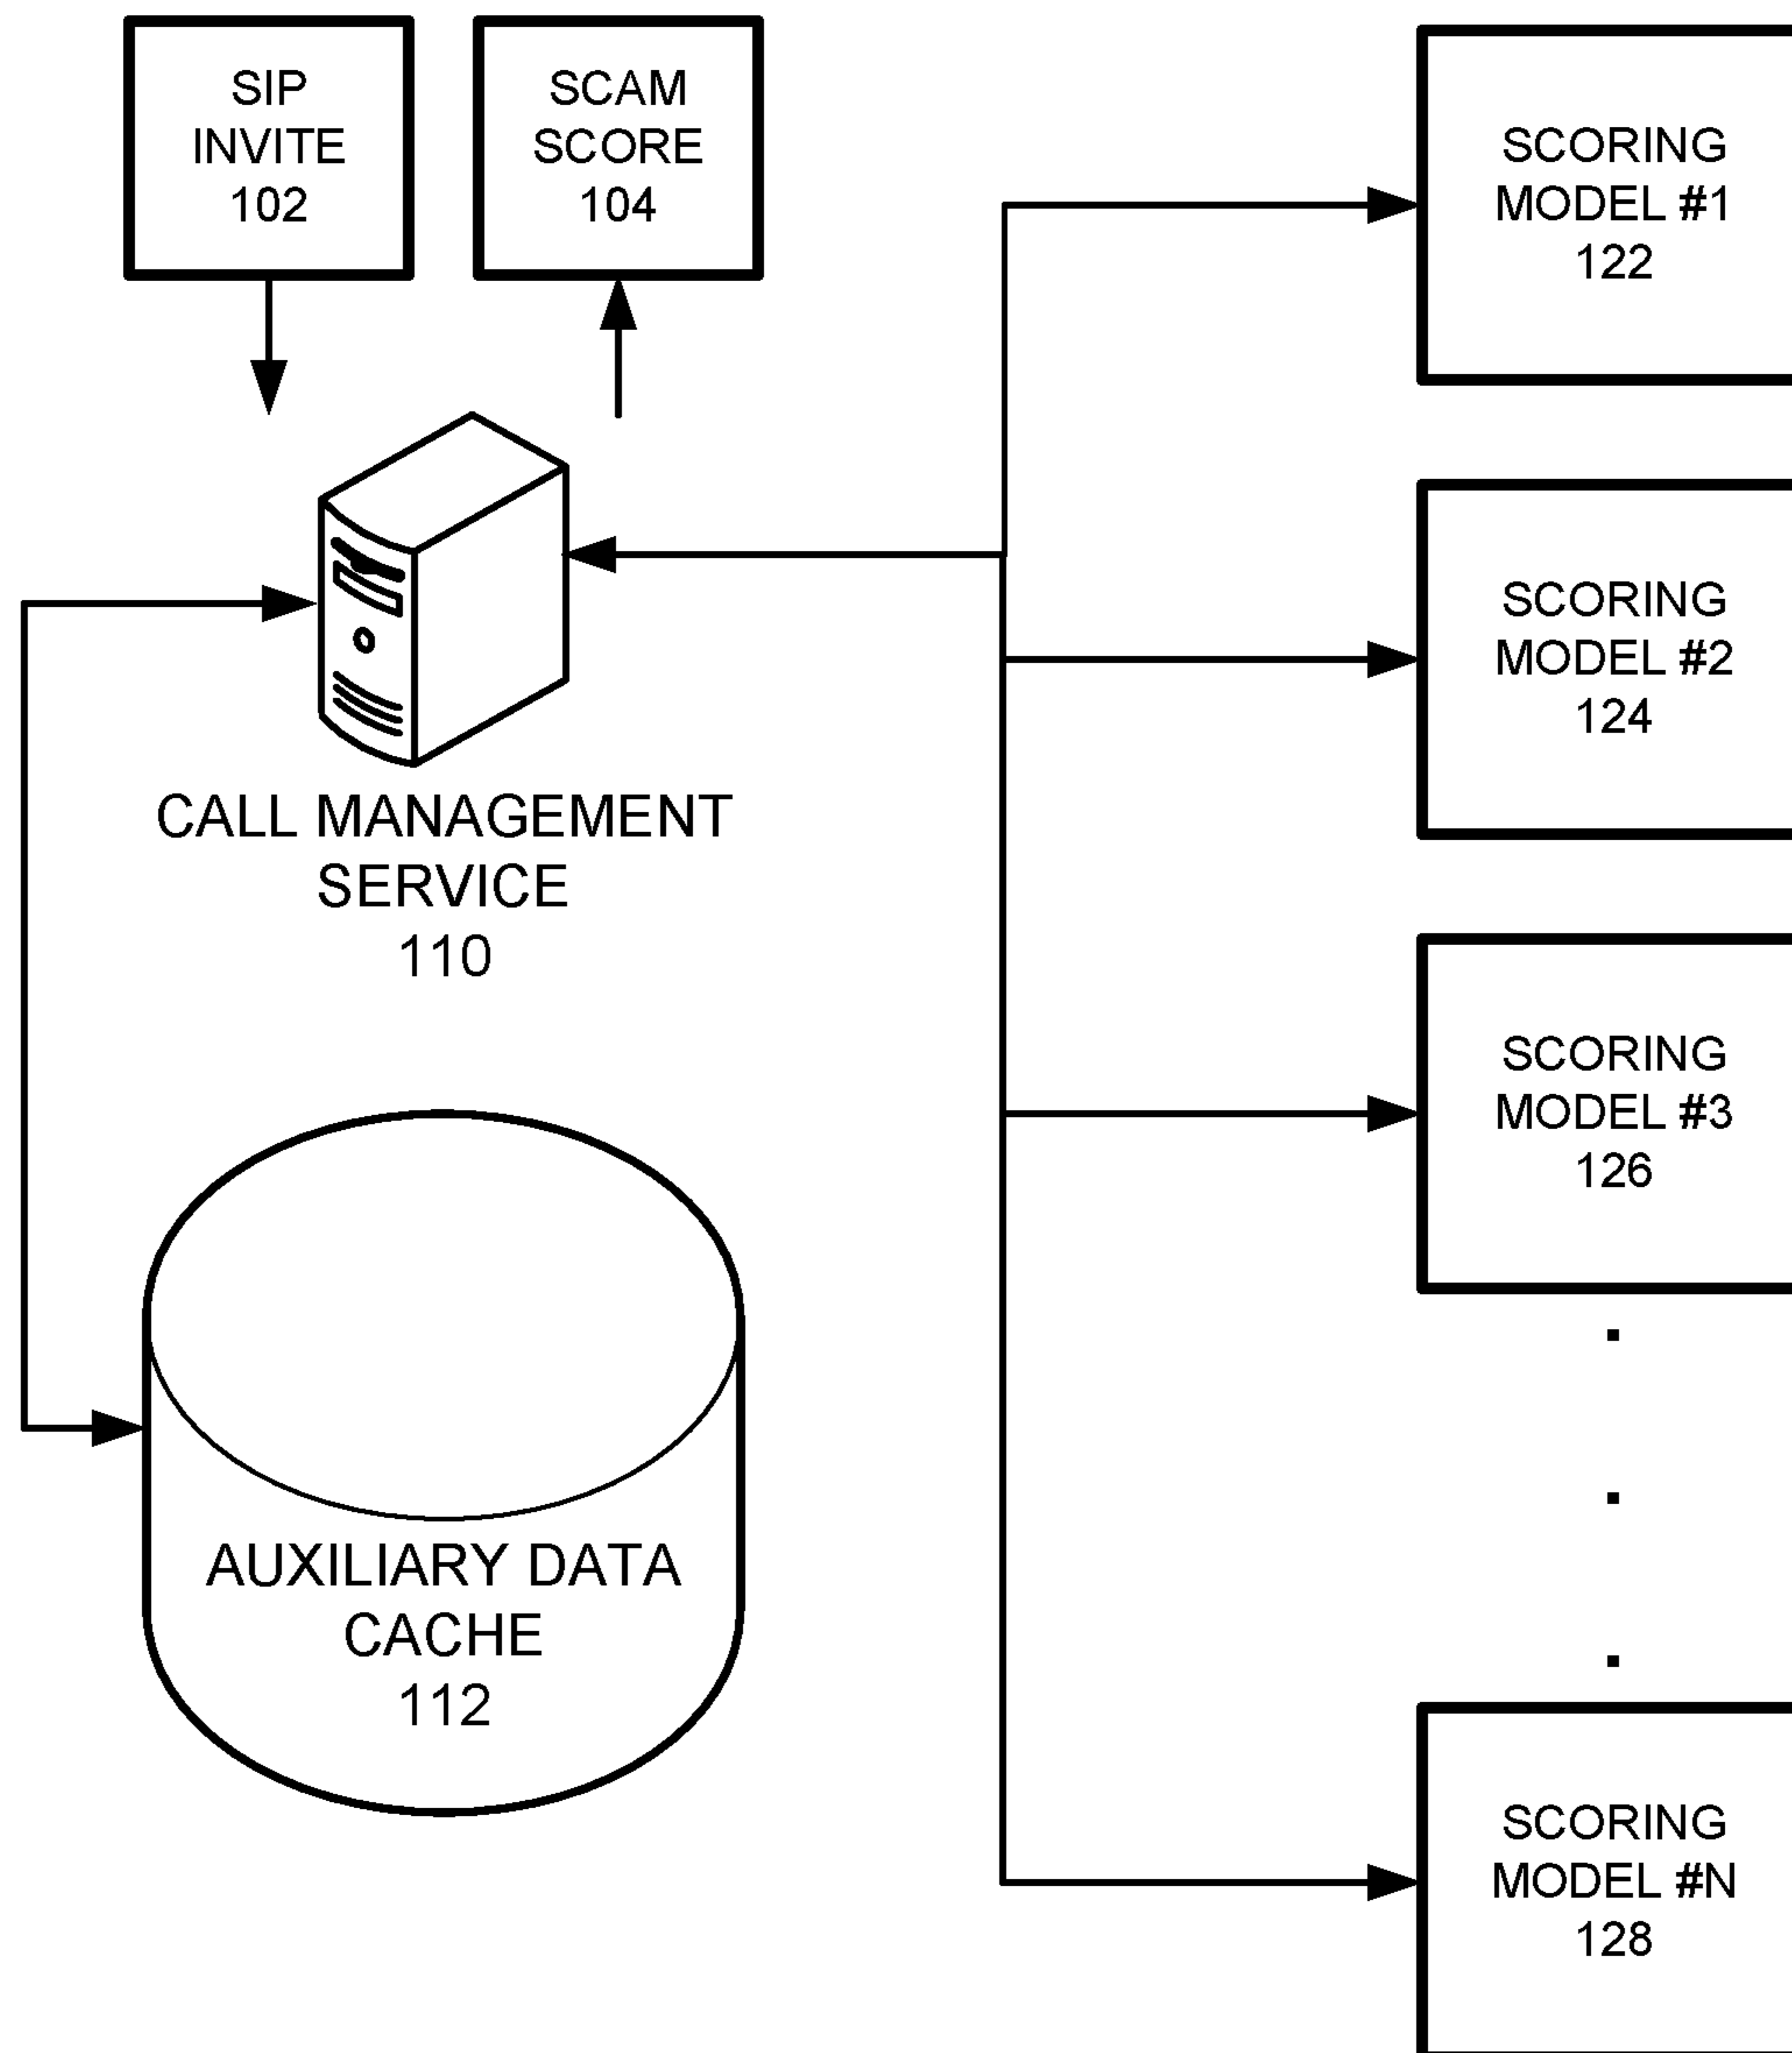 SIP
INVITE
102
SCAM
SCORE
104
CALL MANAGEMENT
SERVICE
110
AUXILIARY DATA
CACHE
112
SCORING
MODEL #1
122
SCORING
MODEL #2
124
SCORING
MODEL #3
126
SCORING
MODEL #N
128